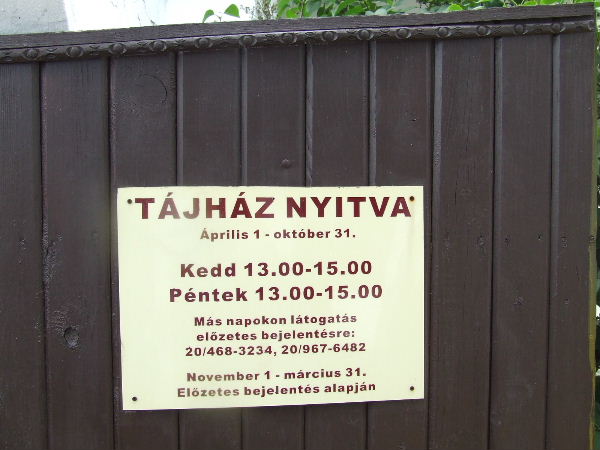 TÁJHÁZ NYITVA
Április 1 - október 31.
Kedd 13.00-15.00
Péntek 13.00-15.00
Más napokon látogatás
előzetes bejelentésre:
20/468-3234, 20/967-6482
November 1 - március 31.
Előzetes bejelentés alapján